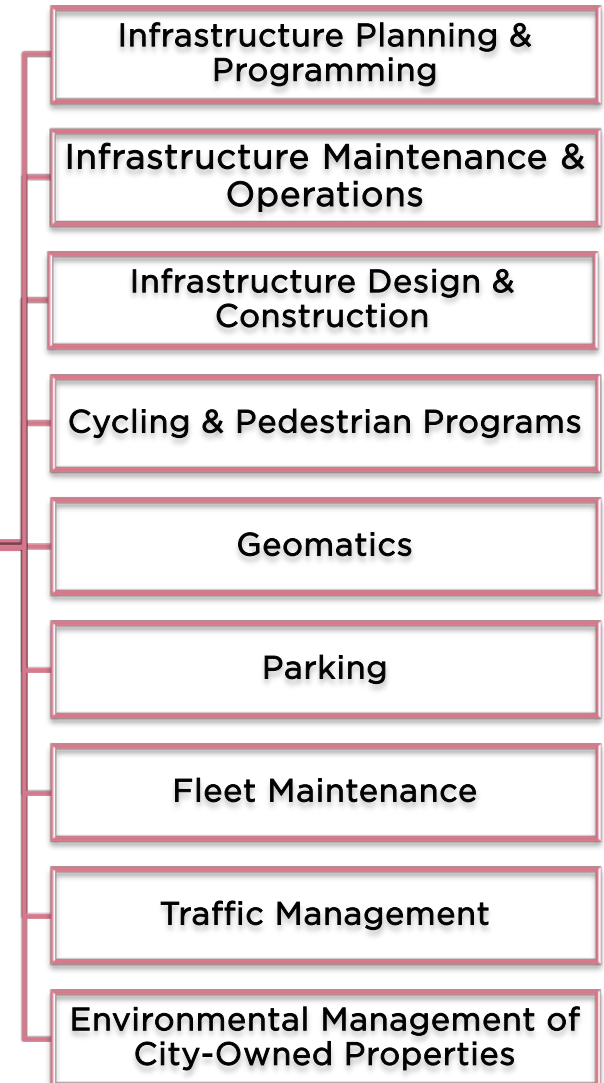 Infrastructure Planning &
Programming
Infrastructure Maintenance &
Operations
Infrastructure Design &
Construction
Cycling & Pedestrian Programs
Geomatics
Parking
Fleet Maintenance
Traffic Management
Environmental Management of
City-Owned Properties